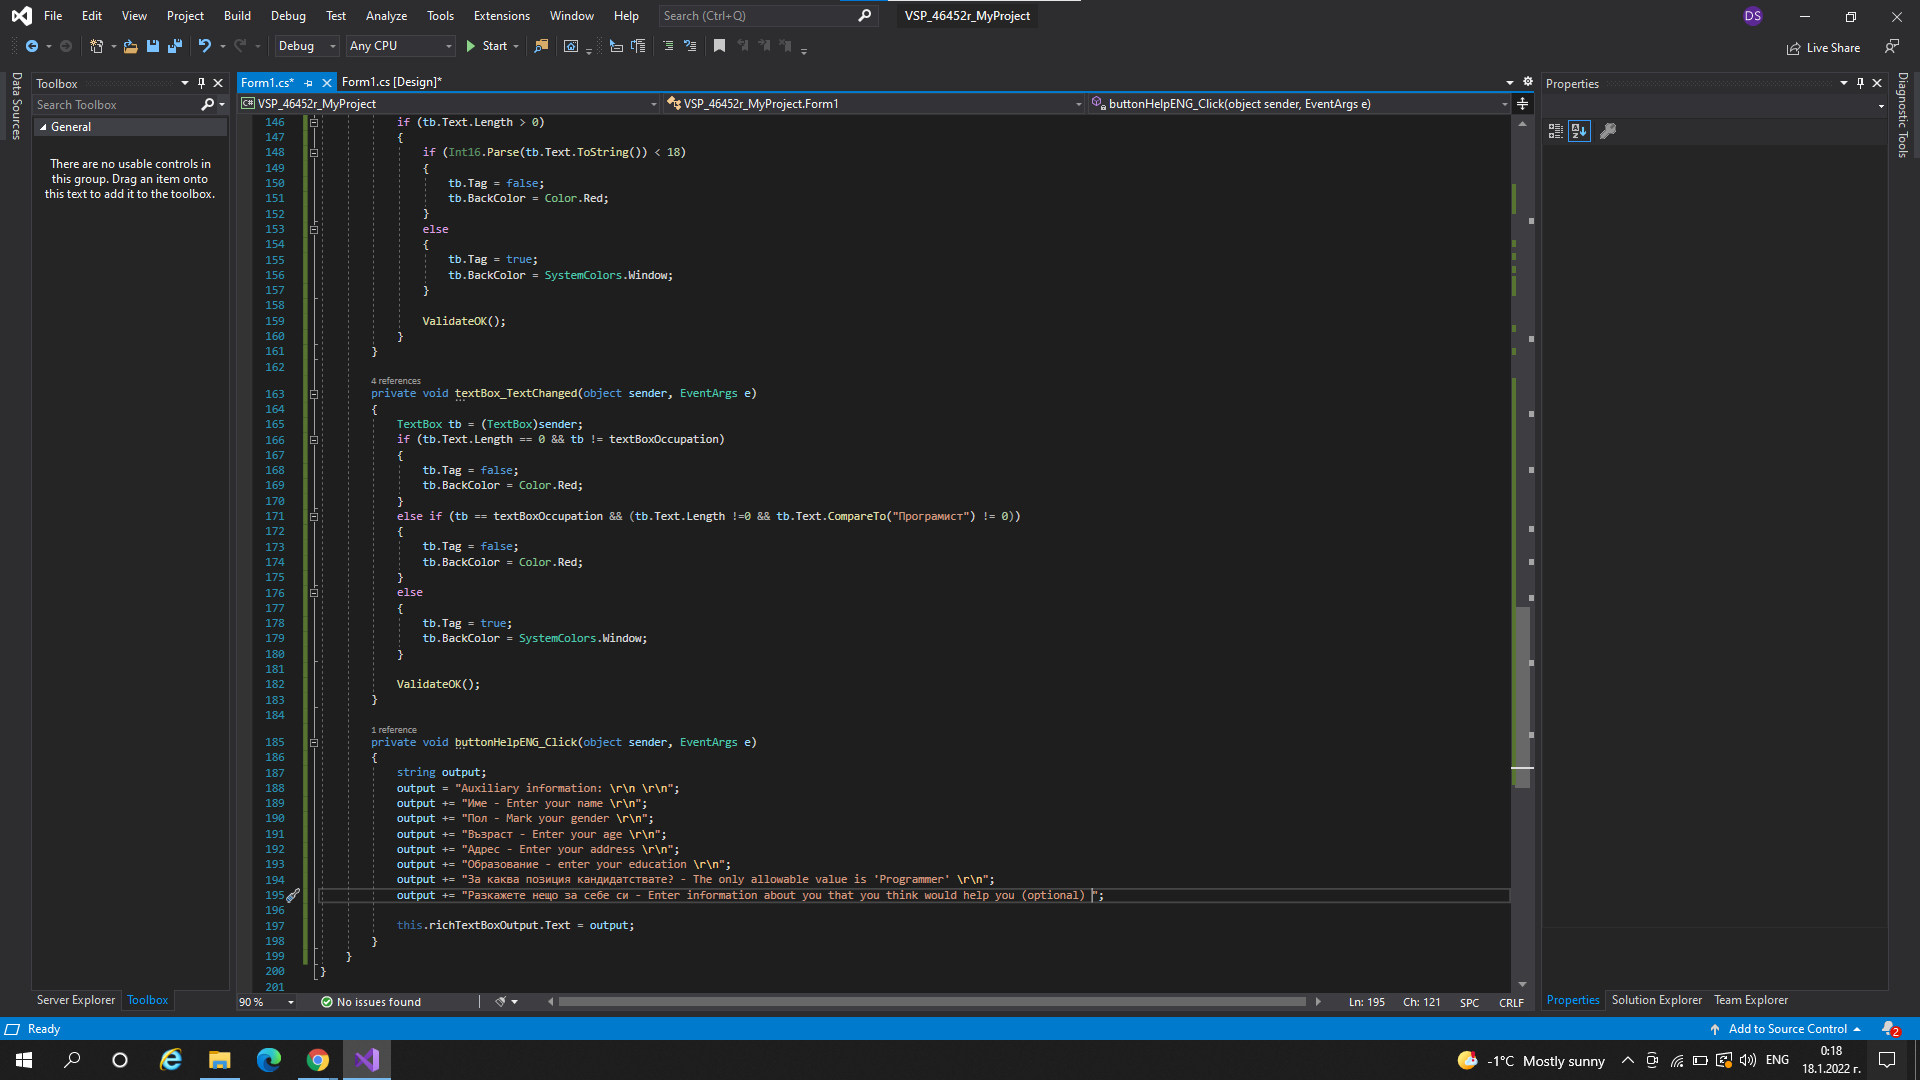 File Edit View Project Build Debug Test Analyze Tools Extensions Window Help Search (Ctrl+Q) VSP_46452r_MyProject DS
Debug Any CPU Start Live Share
Data Sources
Toolbox
Search Toolbox
General
There are no usable controls in
this group. Drag an item onto
this text to add it to the toolbox.
Server Explorer Toolbox
Form1.cs* Form1.cs [Design]*
VSP_46452r_MyProject VSP_46452r_MyProject.Form1 buttonHelpENG_Click(object sender, EventArgs e)
146 if (tb.Text.Length > 0)
147 {
148 if (Int16.Parse(tb.Text.ToString()) < 18)
149 {
150 tb.Tag = false;
151 tb.BackColor = Color.Red;
152 }
153 else
154 {
155 tb.Tag = true;
156 tb.BackColor = SystemColors.Window;
157 }
158
159 ValidateOK();
160 }
161 }
162
4 references
163 private void textBox_TextChanged(object sender, EventArgs e)
164 {
165 TextBox tb = (TextBox)sender;
166 if (tb.Text.Length == 0 && tb != textBoxOccupation)
167 {
168 tb.Tag = false;
169 tb.BackColor = Color.Red;
170 }
171 else if (tb == textBoxOccupation && (tb.Text.Length !=0 && tb.Text.CompareTo("Програмист") != 0))
172 {
173 tb.Tag = false;
174 tb.BackColor = Color.Red;
175 }
176 else
177 {
178 tb.Tag = true;
179 tb.BackColor = SystemColors.Window;
180 }
181
182 ValidateOK();
183 }
184
1 reference
185 private void buttonHelpENG_Click(object sender, EventArgs e)
186 {
187 string output;
188 output = "Auxiliary information: \r\n \r\n";
189 output += "Име - Enter your name \r\n";
190 output += "Пол - Mark your gender \r\n";
191 output += "Възраст - Enter your age \r\n";
192 output += "Адрес - Enter your address \r\n";
193 output += "Образование - enter your education \r\n";
194 output += "За каква позиция кандидатствате? - The only allowable value is 'Programmer' \r\n";
195 output += "Разкажете нещо за себе си - Enter information about you that you think would help you (optional) ";
196
197 this.richTextBoxOutput.Text = output;
198 }
199 }
200 }
201
90 % No issues found Ln: 195 Ch: 121 SPC CRLF
Properties
Properties Solution Explorer Team Explorer
Diagnostic Tools
Ready Add to Source Control 2
-1°C Mostly sunny ENG 0:18
18.1.2022 г.